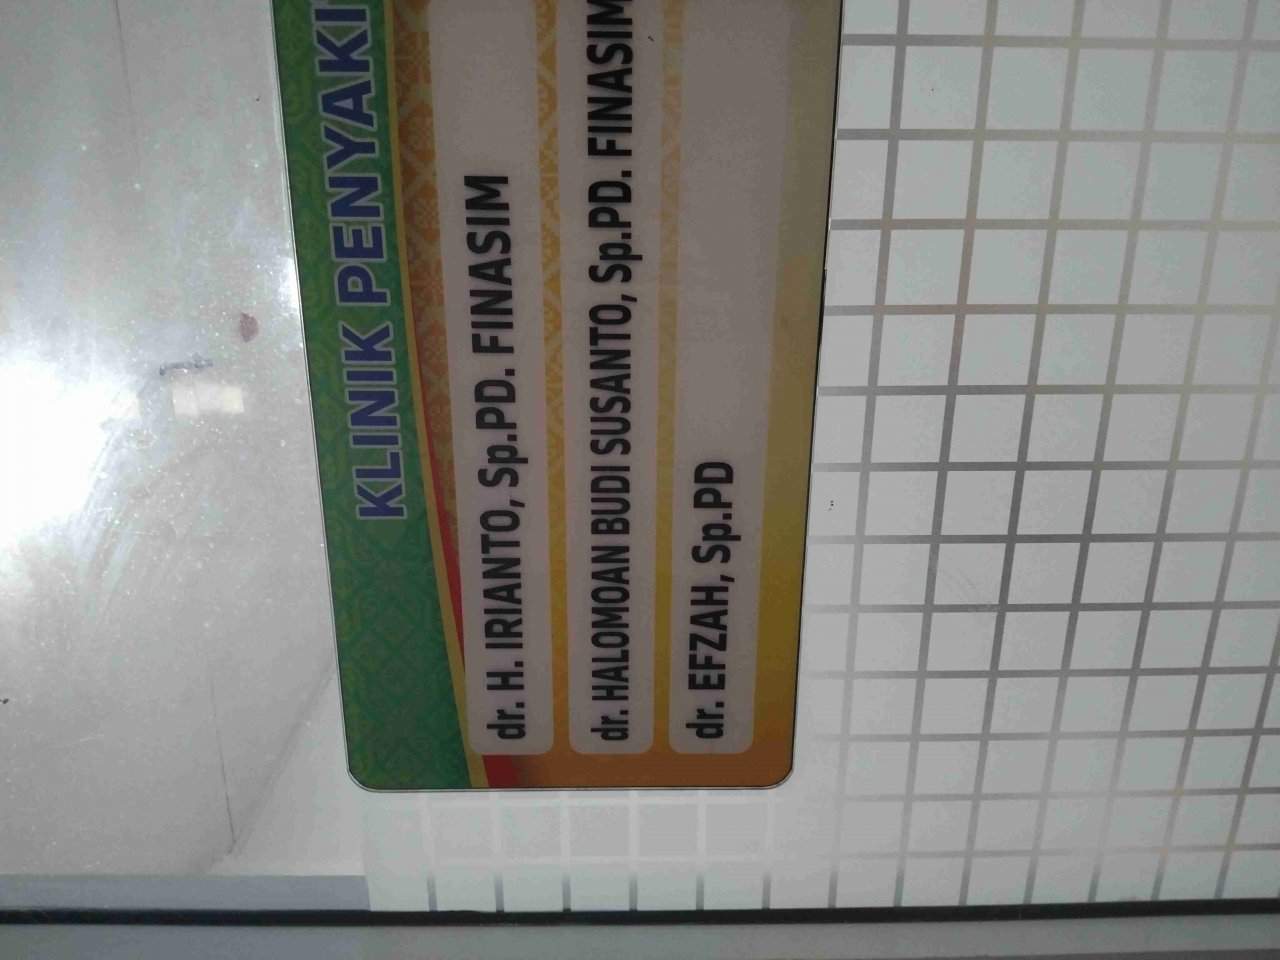 KLINIK PENYAKI
dr. H. IRIANTO, Sp.PD. FINASIM
dr. HALOMOAN BUDI SUSANTO, Sp.PD. FINASIM
dr. EFZAH, Sp.PD